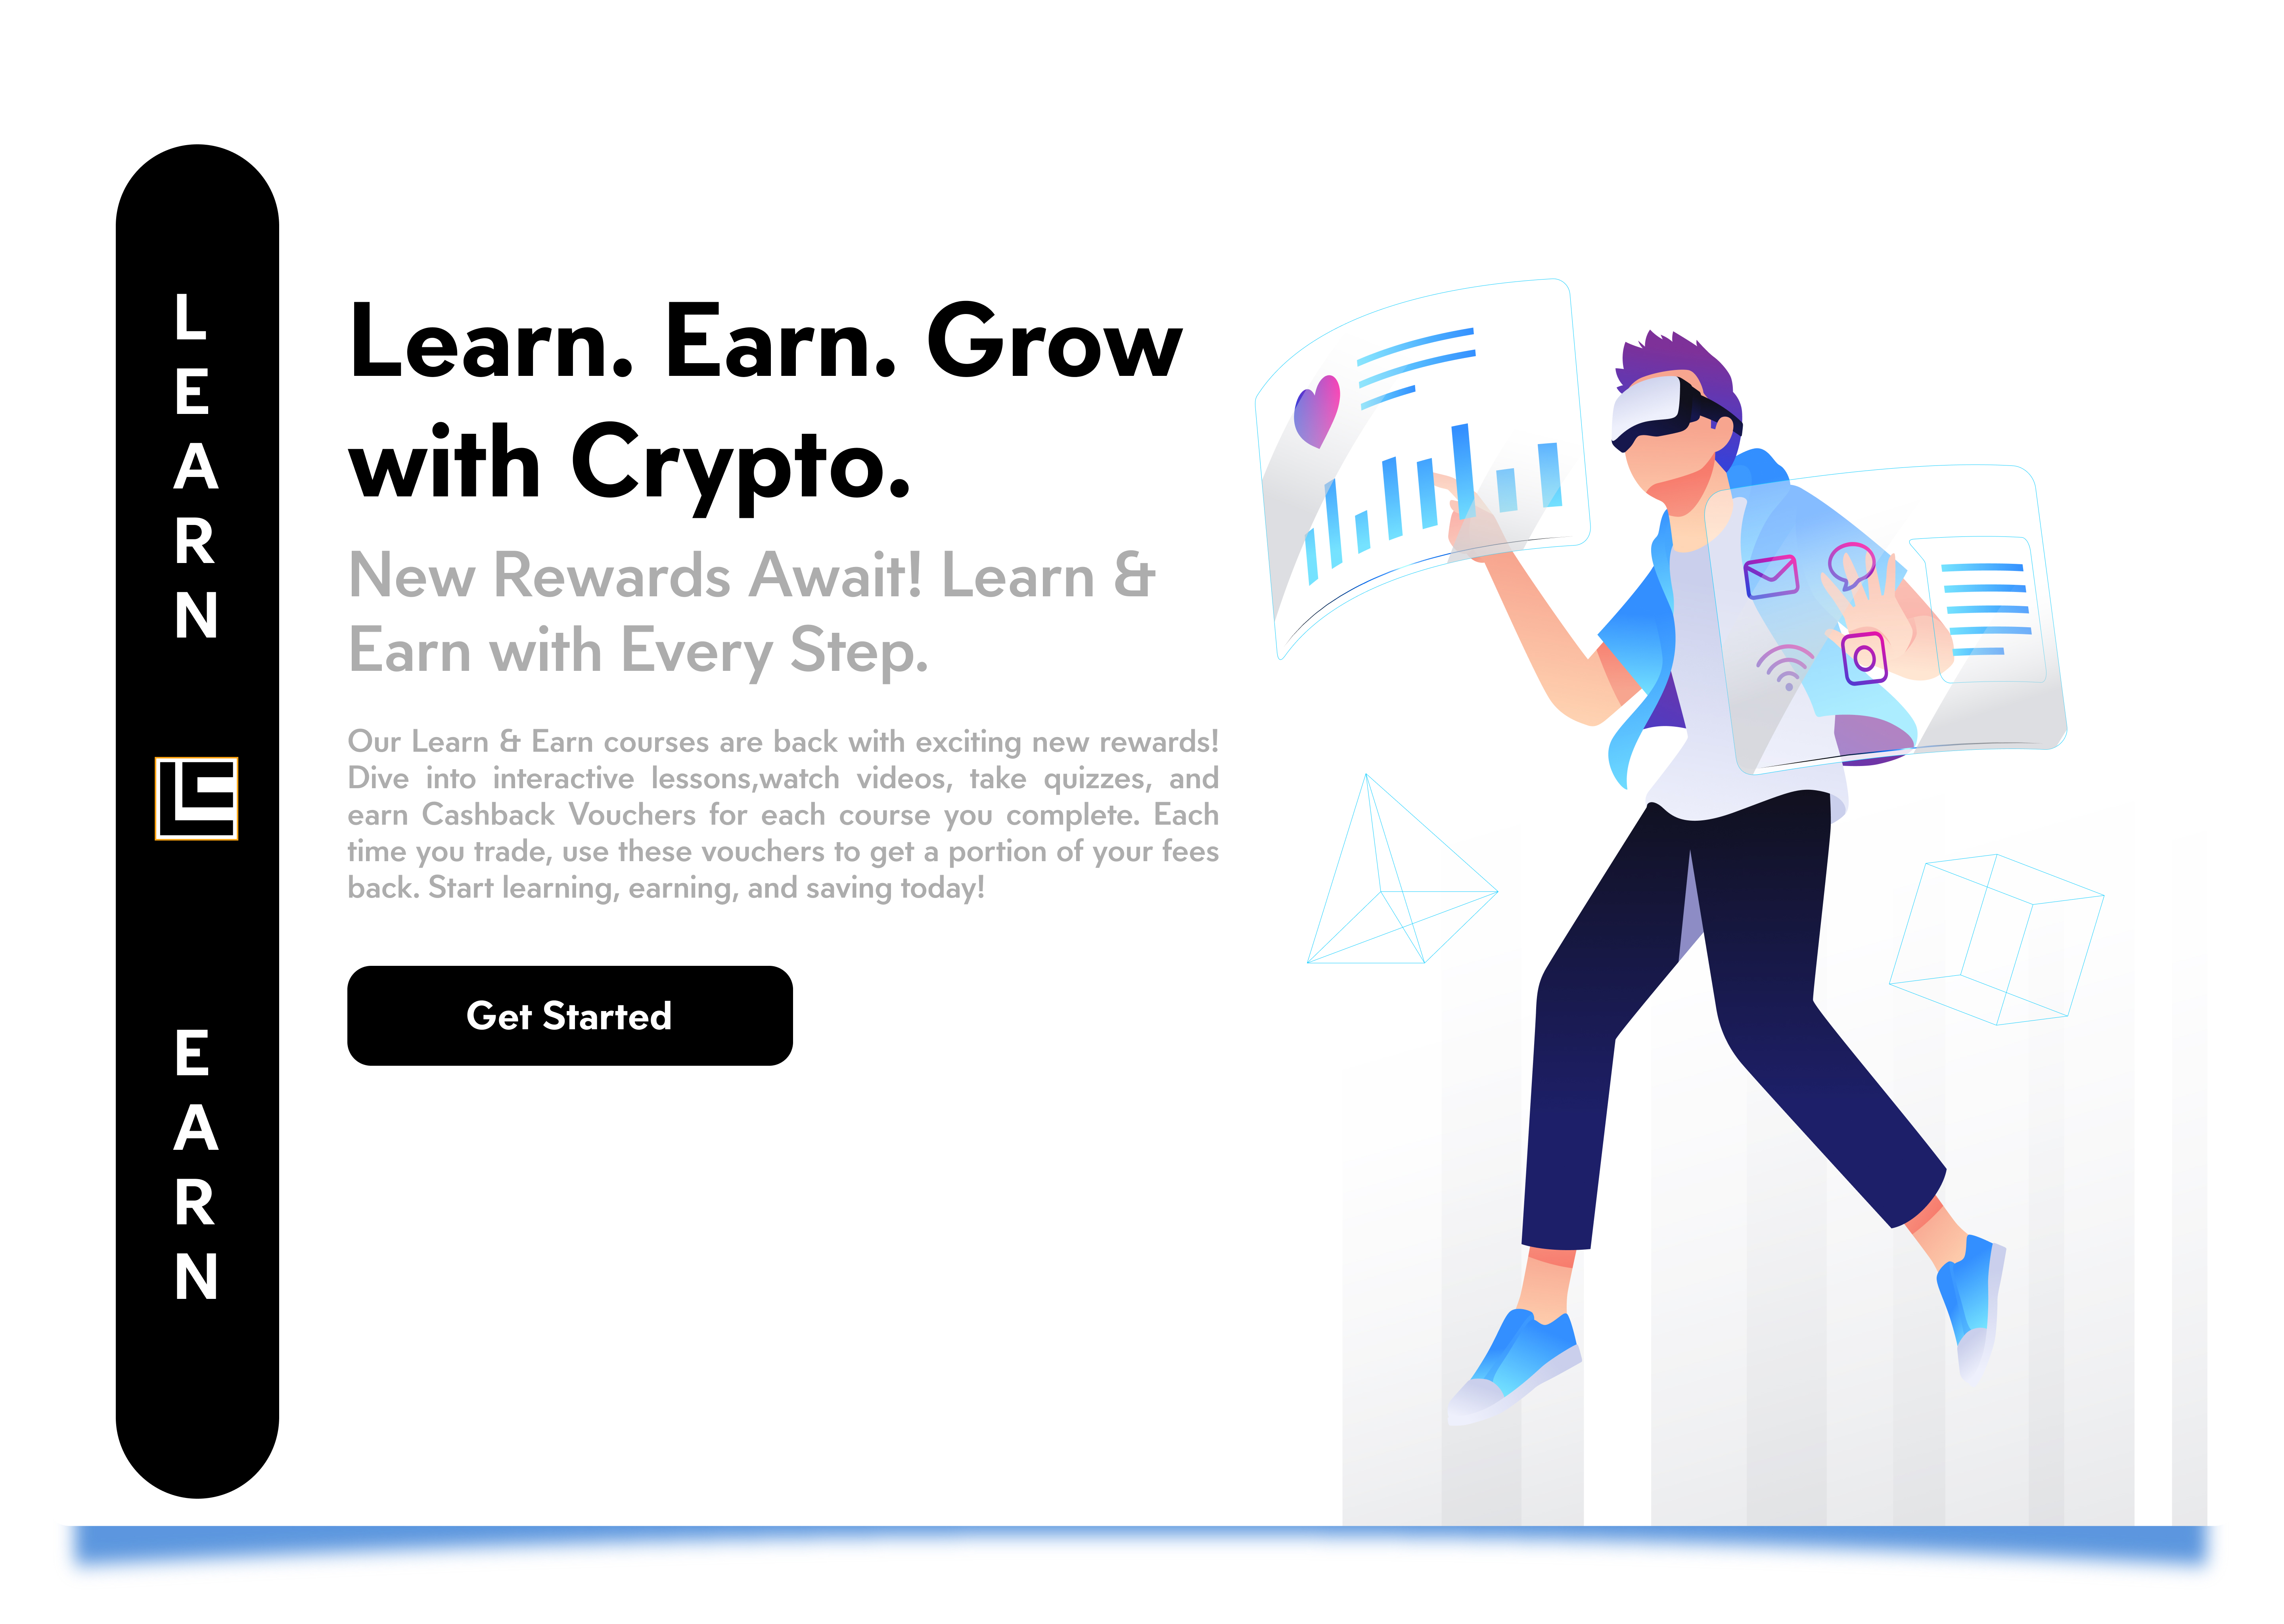 LEARN
EARN
Learn. Earn. Grow
with Crypto.
New Rewards Await! Learn &
Earn with Every Step.
Our Learn & Earn courses are back with exciting new rewards!
Dive into interactive lessons,watch videos, take quizzes, and
earn Cashback Vouchers for each course you complete. Each
time you trade, use these vouchers to get a portion of your fees
back. Start learning, earning, and saving today!
Get Started